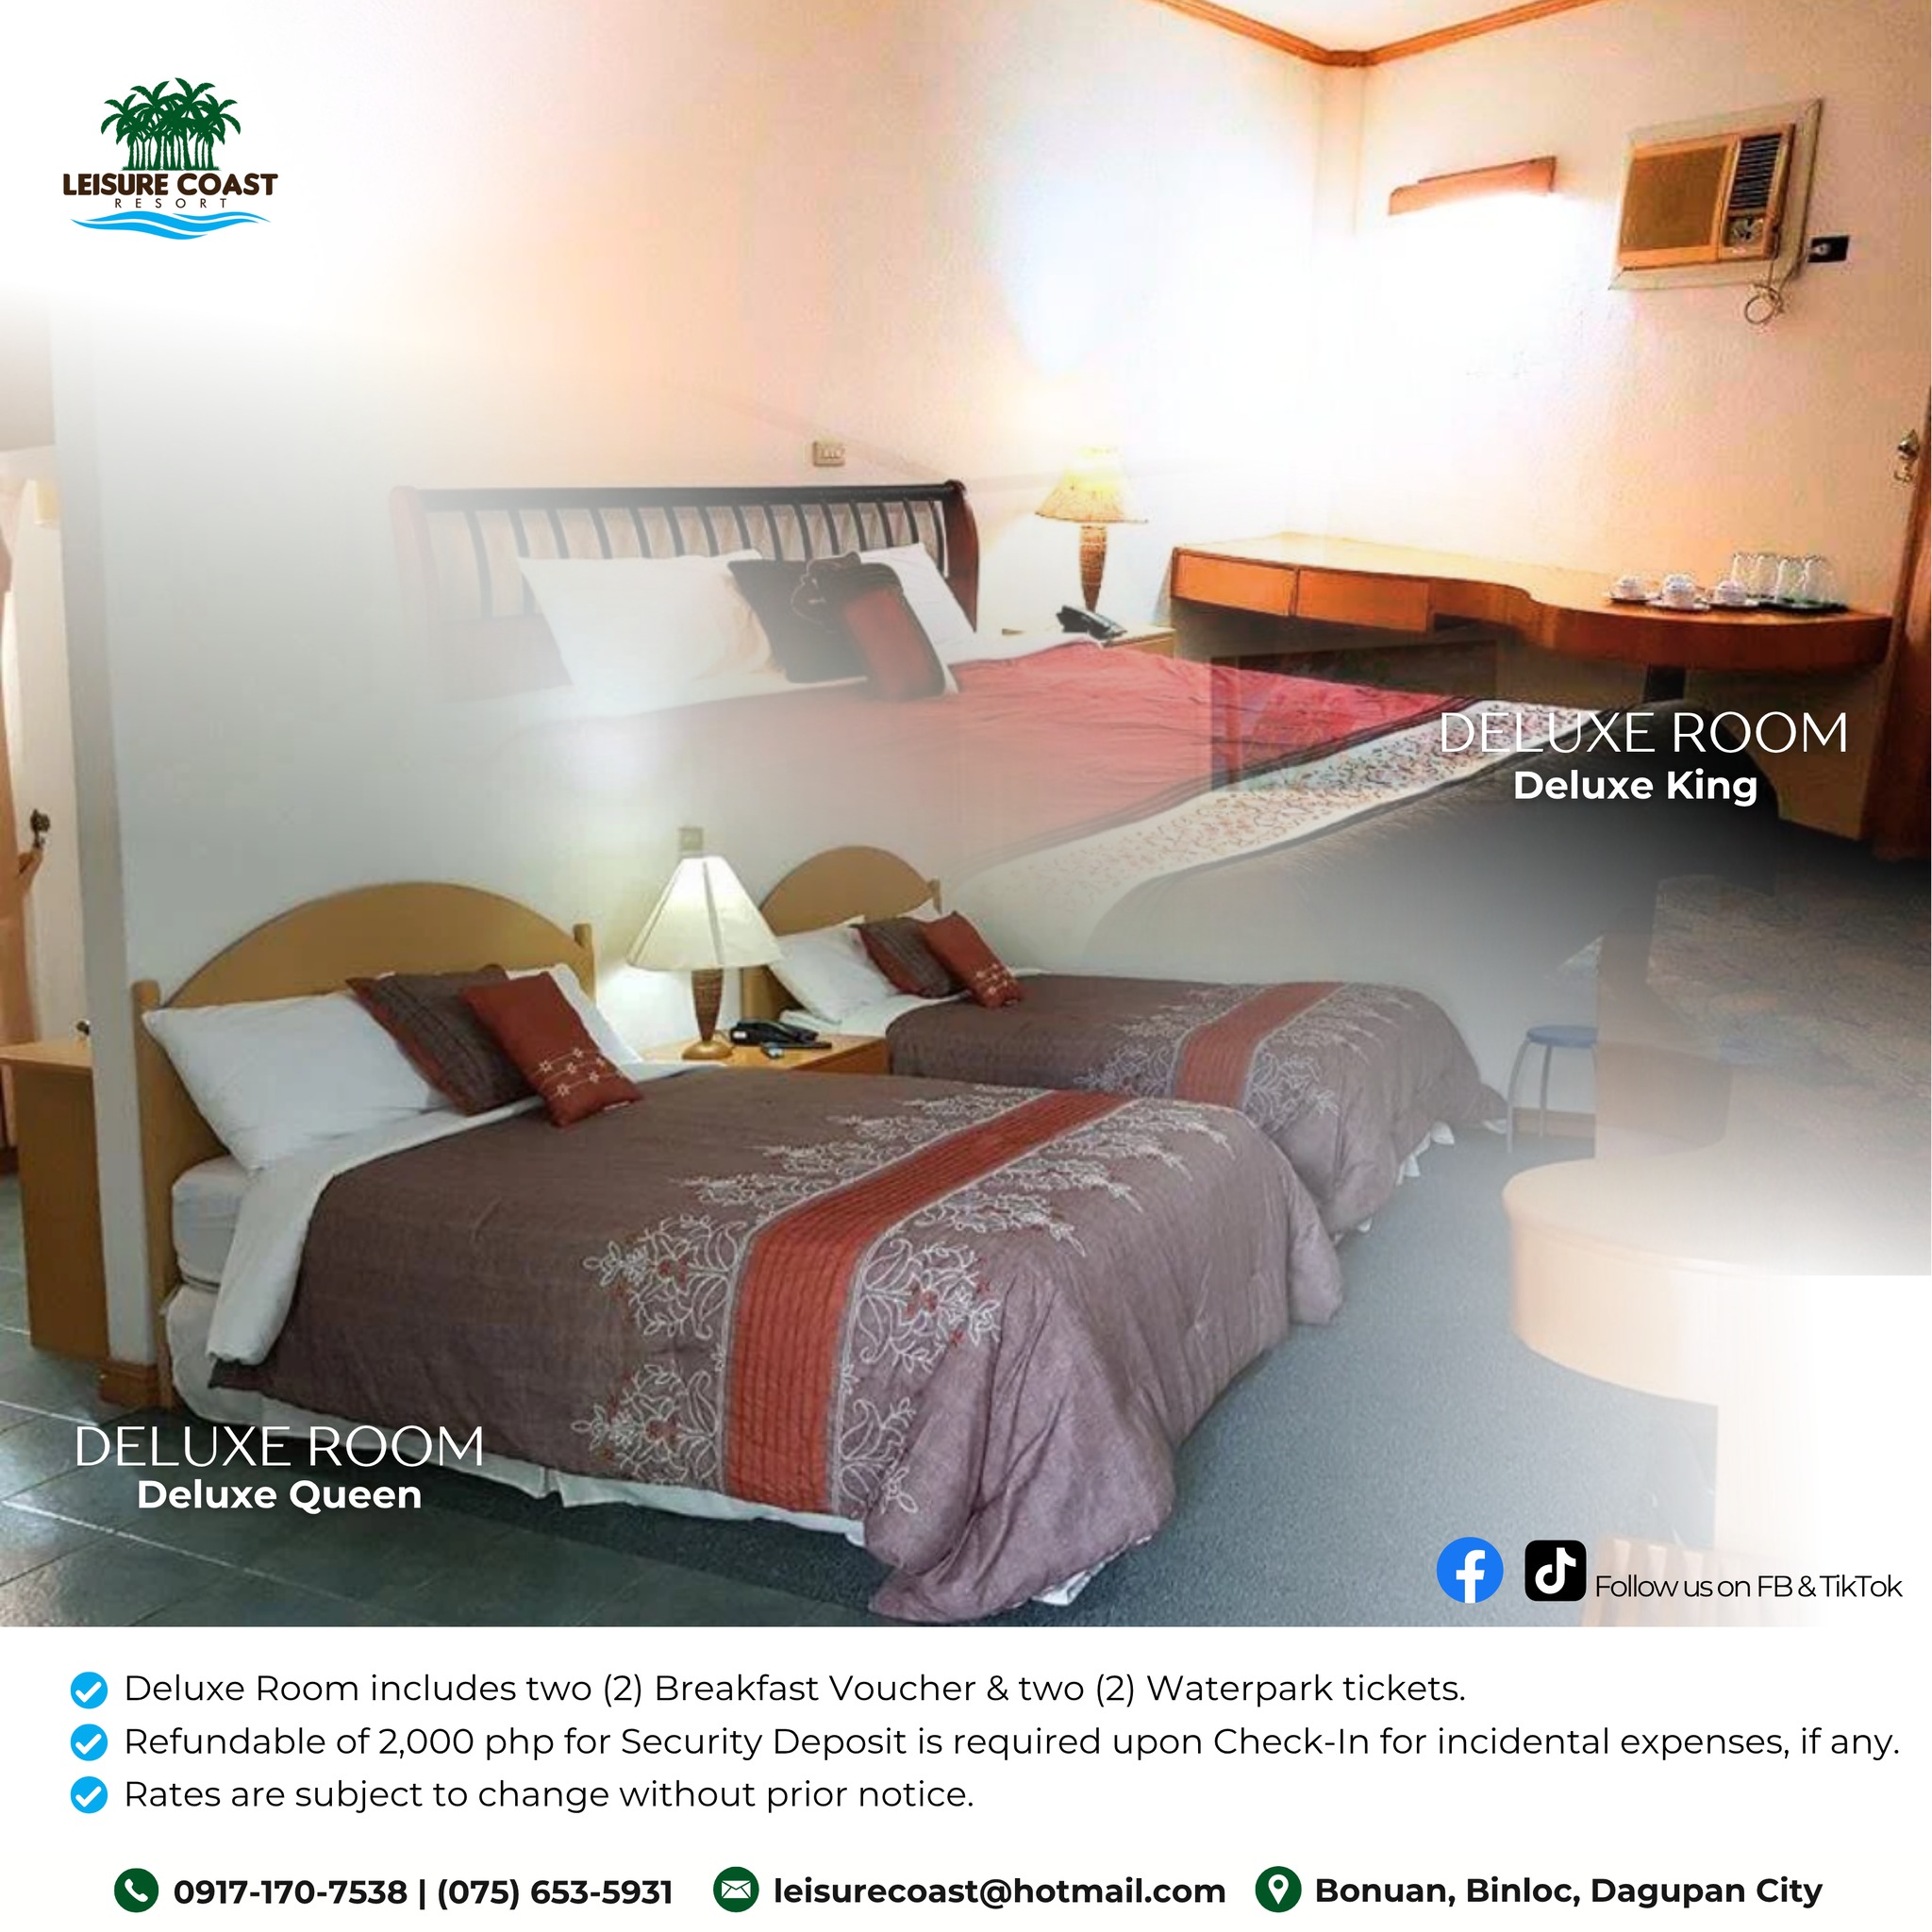 LEISURE COAST
RESORT
DELUXE ROOM
Deluxe King
DELUXE ROOM
Deluxe Queen
Follow us on FB & TikTok
Deluxe Room includes two (2) Breakfast Voucher & two (2) Waterpark tickets.
Refundable of 2,000 php for Security Deposit is required upon Check-In for incidental expenses, if any.
Rates are subject to change without prior notice.
0917-170-7538 | (075) 653-5931
leisurecoast@hotmail.com
Bonuan, Binloc, Dagupan City